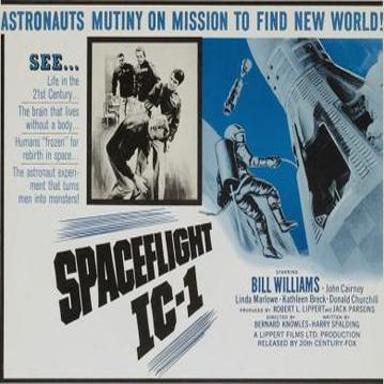 ASTRONAUTS MUTINY ON MISSION TO FIND NEW WORLD!
SEE...
Life in the
21st Century...
The brain that lives
without a body...
Humans "frozen" for
rebirth in space...
The astronaut experi-
ment that turns
men into monsters!
SPACEFLIGHT
IC-1
STARRING
BILL WILLIAMS · John Cairney
Linda Marlowe · Kathleen Breck · Donald Churchill
PRODUCED BY ROBERT L. LIPPERT AND JACK PARSONS
DIRECTED BY WRITTEN BY
BERNARD KNOWLES · HARRY SPALDING
A LIPPERT FILMS LTD. PRODUCTION
RELEASED BY 20TH CENTURY-FOX